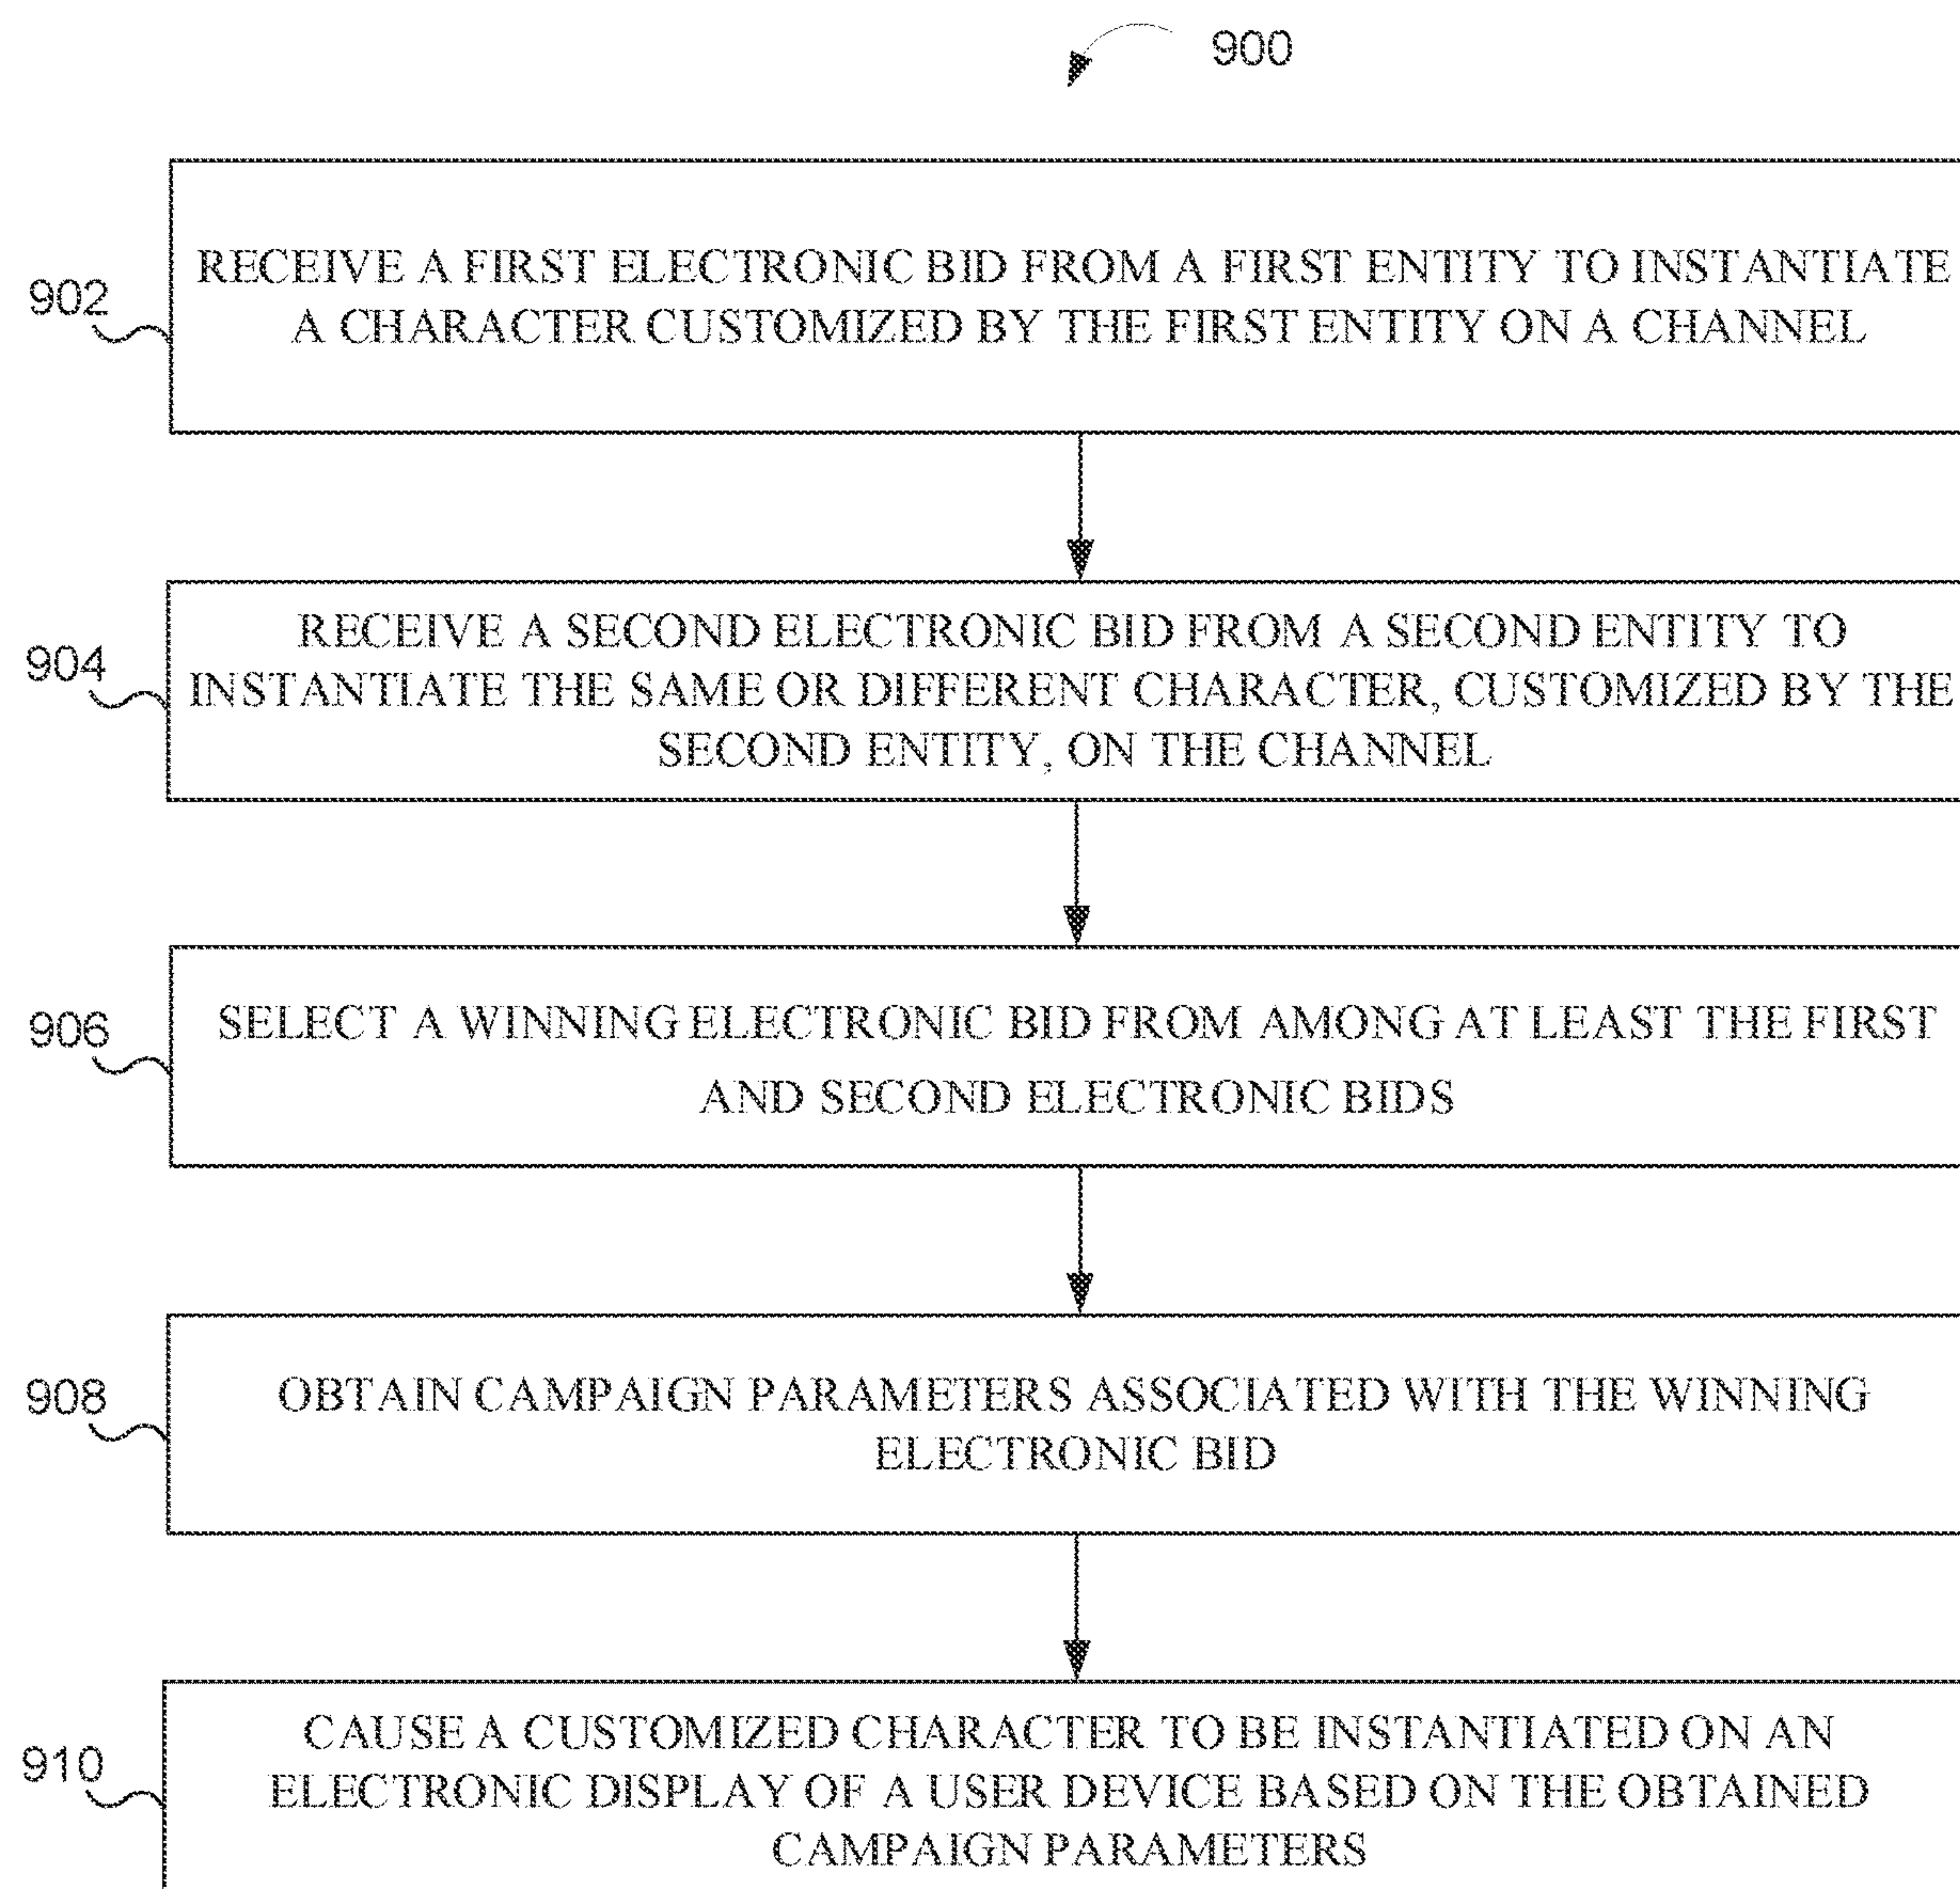 900
902
RECEIVE A FIRST ELECTRONIC BID FROM A FIRST ENTITY TO INSTANTIATE
A CHARACTER CUSTOMIZED BY THE FIRST ENTITY ON A CHANNEL
904
RECEIVE A SECOND ELECTRONIC BID FROM A SECOND ENTITY TO
INSTANTIATE THE SAME OR DIFFERENT CHARACTER, CUSTOMIZED BY THE
SECOND ENTITY, ON THE CHANNEL
906
SELECT A WINNING ELECTRONIC BID FROM AMONG AT LEAST THE FIRST
AND SECOND ELECTRONIC BIDS
908
OBTAIN CAMPAIGN PARAMETERS ASSOCIATED WITH THE WINNING
ELECTRONIC BID
910
CAUSE A CUSTOMIZED CHARACTER TO BE INSTANTIATED ON AN
ELECTRONIC DISPLAY OF A USER DEVICE BASED ON THE OBTAINED
CAMPAIGN PARAMETERS